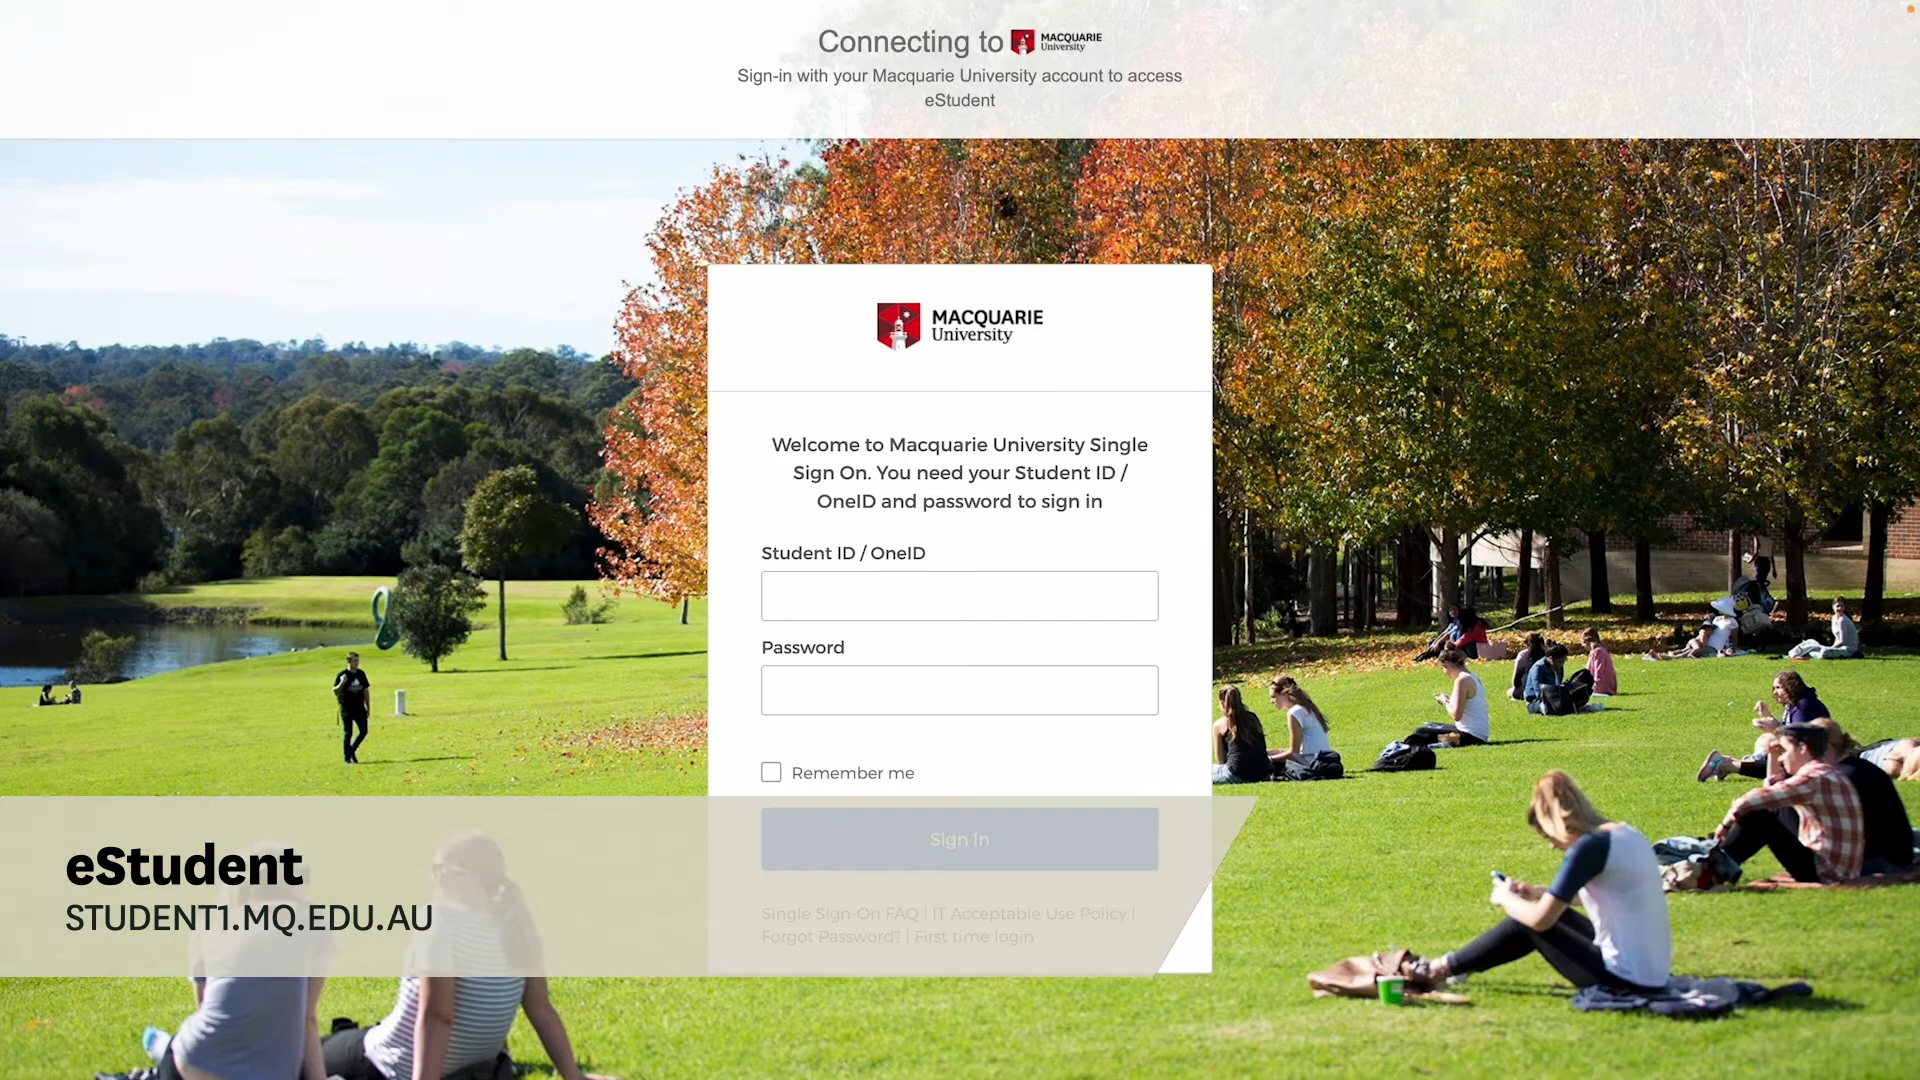 Connecting to MACQUARIE University
Sign-in with your Macquarie University account to access
eStudent
MACQUARIE
University
Welcome to Macquarie University Single
Sign On. You need your Student ID /
OneID and password to sign in
Student ID / OneID
Password
Remember me
Sign In
Single Sign-On FAQ | IT Acceptable Use Policy |
Forgot Password? | First time login
eStudent
STUDENT1.MQ.EDU.AU